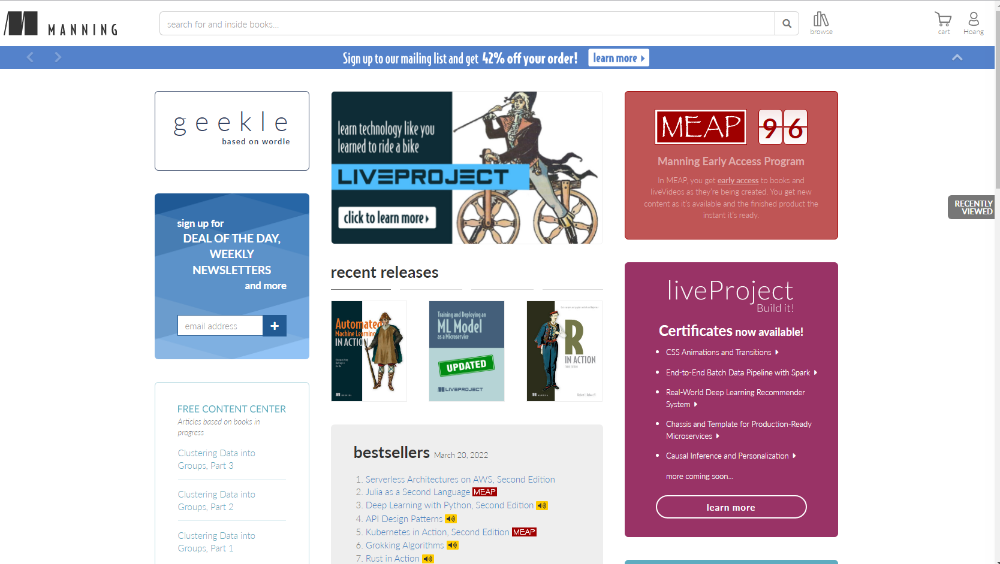 MANNING
search for and inside books...
browse
cart
Hoang
Sign up to our mailing list and get 42% off your order!
learn more
geekle
based on wordle
sign up for
DEAL OF THE DAY,
WEEKLY
NEWSLETTERS
and more
email address
+
FREE CONTENT CENTER
Articles based on books in
progress
Clustering Data into
Groups, Part 3
Clustering Data into
Groups, Part 2
Clustering Data into
Groups, Part 1
learn technology like you
learned to ride a bike
LIVEPROJECT
click to learn more
recent releases
Automated
Machine Learning
IN ACTION
MANNING
Training and Deploying an
ML Model
as a Microservice
UPDATED
LIVEPROJECT
R
IN ACTION
THIRD EDITION
MANNING
bestsellers March 20, 2022
1. Serverless Architectures on AWS, Second Edition
2. Julia as a Second Language MEAP
3. Deep Learning with Python, Second Edition
4. API Design Patterns
5. Kubernetes in Action, Second Edition MEAP
6. Grokking Algorithms
7. Rust in Action
MEAP 96
Manning Early Access Program
In MEAP, you get early access to books and
liveVideos as they're being created. You get new
content as it's available and the finished product the
instant it's ready.
RECENTLY
VIEWED
liveProject
Build it!
Certificates now available!
• CSS Animations and Transitions
• End-to-End Batch Data Pipeline with Spark
• Real-World Deep Learning Recommender
System
• Chassis and Template for Production-Ready
Microservices
• Causal Inference and Personalization
more coming soon...
learn more